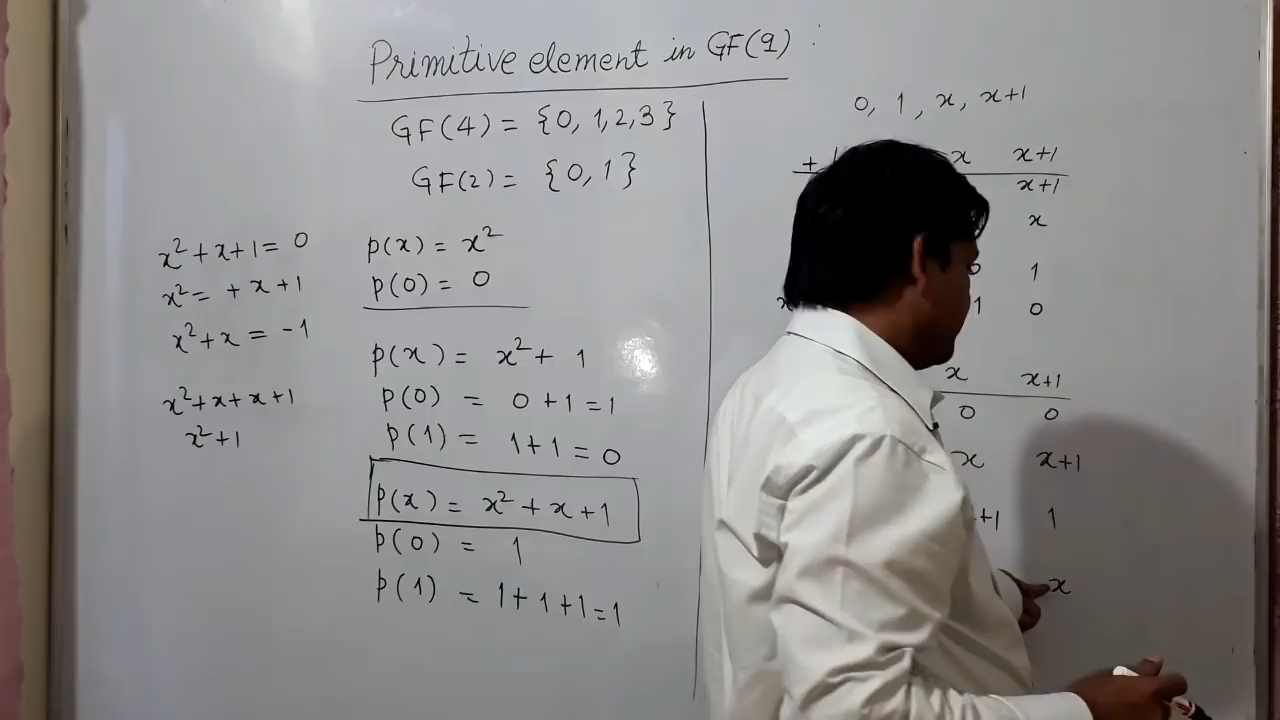 Primitive element in GF(q) :
GF(4) = {0, 1, 2, 3}
GF(2) = {0, 1}
x² + x + 1 = 0
x² = + x + 1
x² + x = -1
x² + x + x + 1
x² + 1
p(x) = x²
p(0) = 0
p(x) = x² + 1
p(0) = 0 + 1 = 1
p(1) = 1 + 1 = 0
p(x) = x² + x + 1
p(0) = 1
p(1) = 1 + 1 + 1 = 1
0, 1, x, x+1
+ x x+1
x+1
x
0 1
1 0
x x+1
0 0
x x+1
+1 1
x